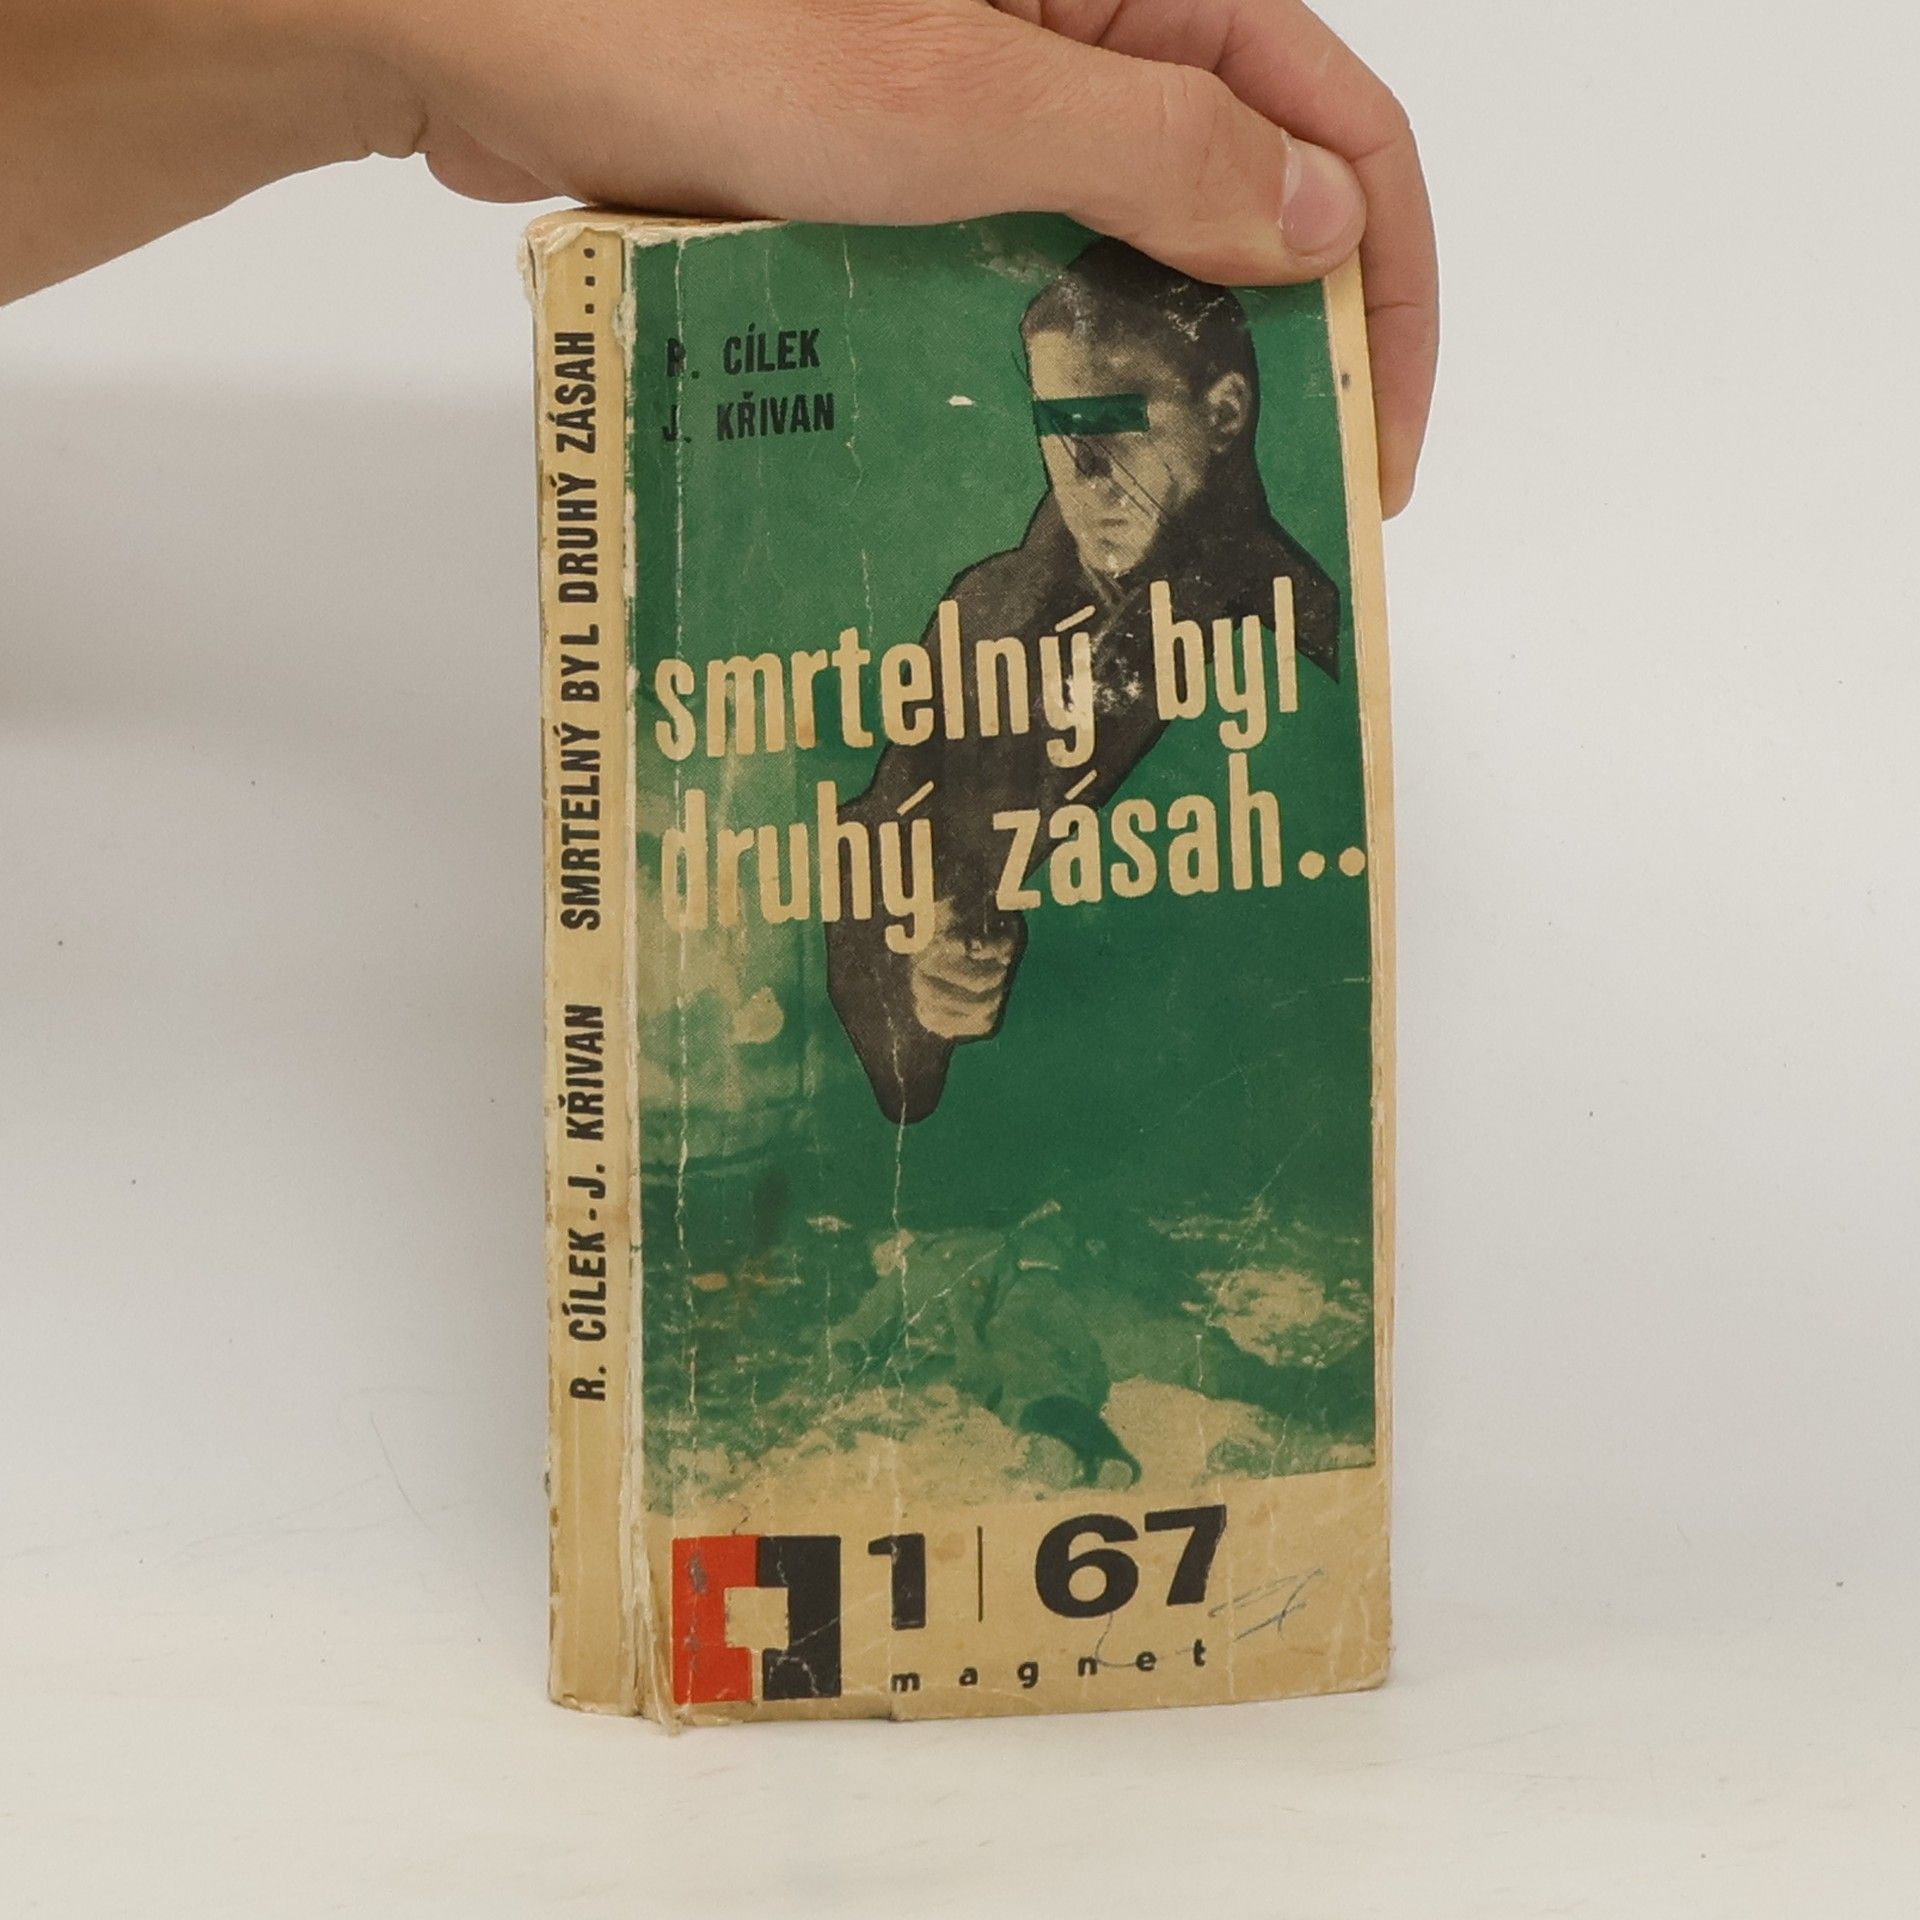 R. CÍLEK - J. KŘIVAN SMRTELNÝ BYL DRUHÝ ZÁSAH...
R. CÍLEK
J. KŘIVAN
smrtelný byl
druhý zásah..
1 | 67
magnet